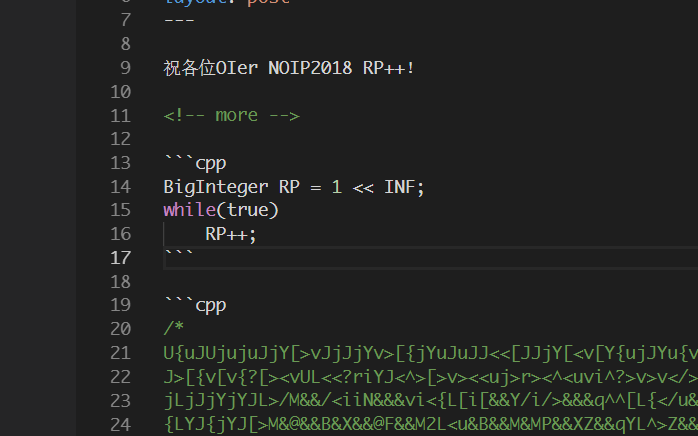 6 layout: post
7 ---
8
9 祝各位OIer NOIP2018 RP++!
10
11 <!-- more -->
12
13 ```cpp
14 BigInteger RP = 1 << INF;
15 while(true)
16     RP++;
17 ```
18
19 ```cpp
20 /*
21 U{uJUjujuJjY[>vJjJjYv>[{jYuJuJJ<<[JJjY[<v[Y{ujJYu{v
22 J>[{v[v{?[><vUL<<?riYJ<^>[>v><<uj>r><^<uvi^?>v>v</>
23 jLjJjYjYJL>/M&&/<iiN&&&vi<{L[i[&&Y/i/>&&&q^^[L{</u&
24 {LYJ{jYJ[>M&@&&B&X&&@F&&M2L<u&B&&M&MP&&XZ&&qYL^>Z&&